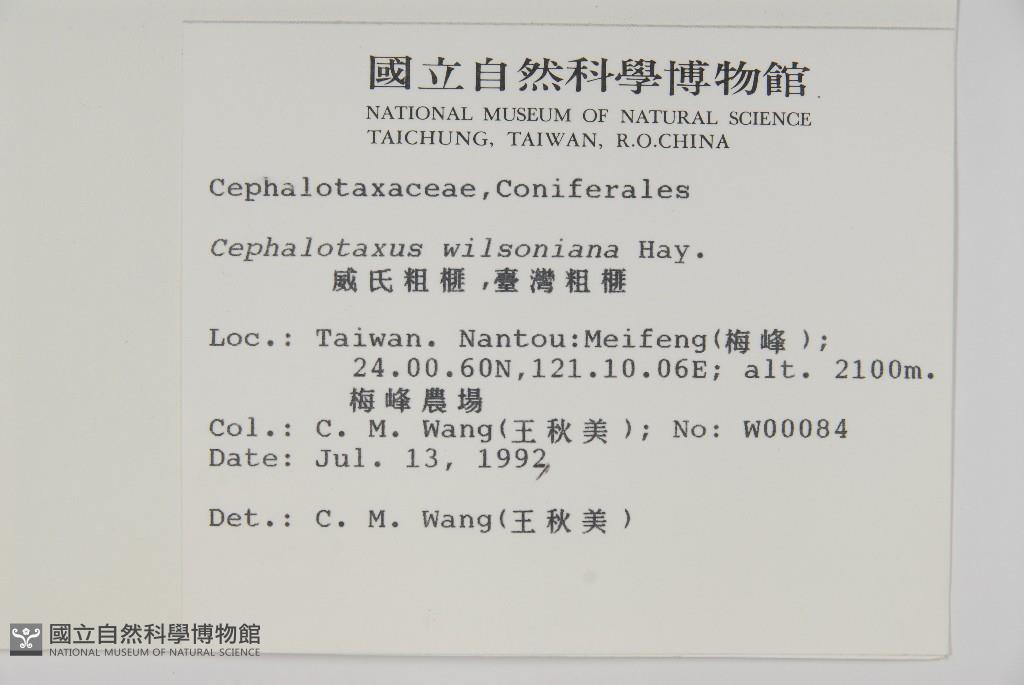 國立自然科學博物館
NATIONAL MUSEUM OF NATURAL SCIENCE
TAICHUNG, TAIWAN, R.O.CHINA
Cephalotaxaceae,Coniferales
Cephalotaxus wilsoniana Hay.
威氏粗榧,臺灣粗榧
Loc.: Taiwan. Nantou:Meifeng(梅峰);
24.00.60N,121.10.06E; alt. 2100m.
梅峰農場
Col.: C. M. Wang(王秋美); No: W00084
Date: Jul. 13, 1992
Det.: C. M. Wang(王秋美)
國立自然科學博物館
NATIONAL MUSEUM OF NATURAL SCIENCE